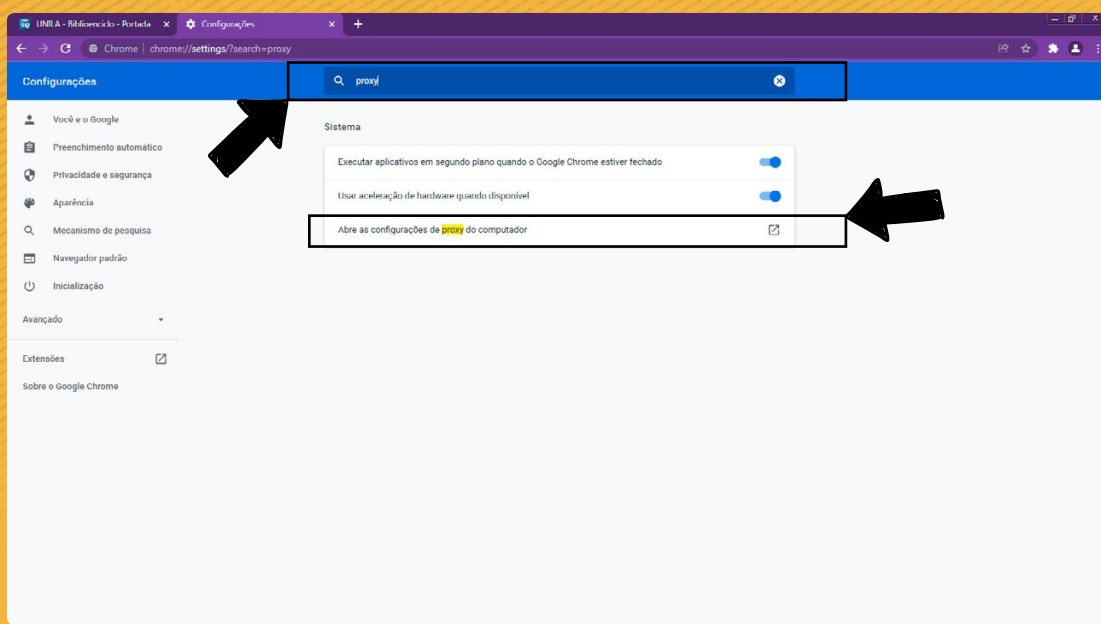 UNILA - Biblioenciclo - Portada
Configurações
Chrome | chrome://settings/?search=proxy
Configurações
proxy
Você e o Google
Preenchimento automático
Privacidade e segurança
Aparência
Mecanismo de pesquisa
Navegador padrão
Inicialização
Avançado
Extensões
Sobre o Google Chrome
Sistema
Executar aplicativos em segundo plano quando o Google Chrome estiver fechado
Usar aceleração de hardware quando disponível
Abre as configurações de proxy do computador